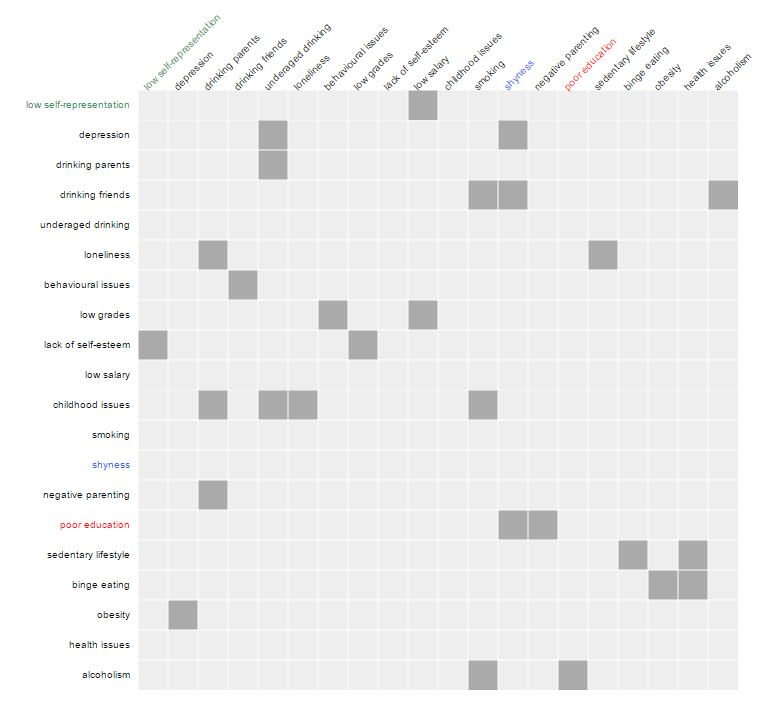 low self-representation
depression
drinking parents
drinking friends
underaged drinking
loneliness
behavioural issues
low grades
lack of self-esteem
low salary
childhood issues
smoking
shyness
negative parenting
poor education
sedentary lifestyle
binge eating
obesity
health issues
alcoholism
low self-representation
depression
drinking parents
drinking friends
underaged drinking
loneliness
behavioural issues
low grades
lack of self-esteem
low salary
childhood issues
smoking
shyness
negative parenting
poor education
sedentary lifestyle
binge eating
obesity
health issues
alcoholism